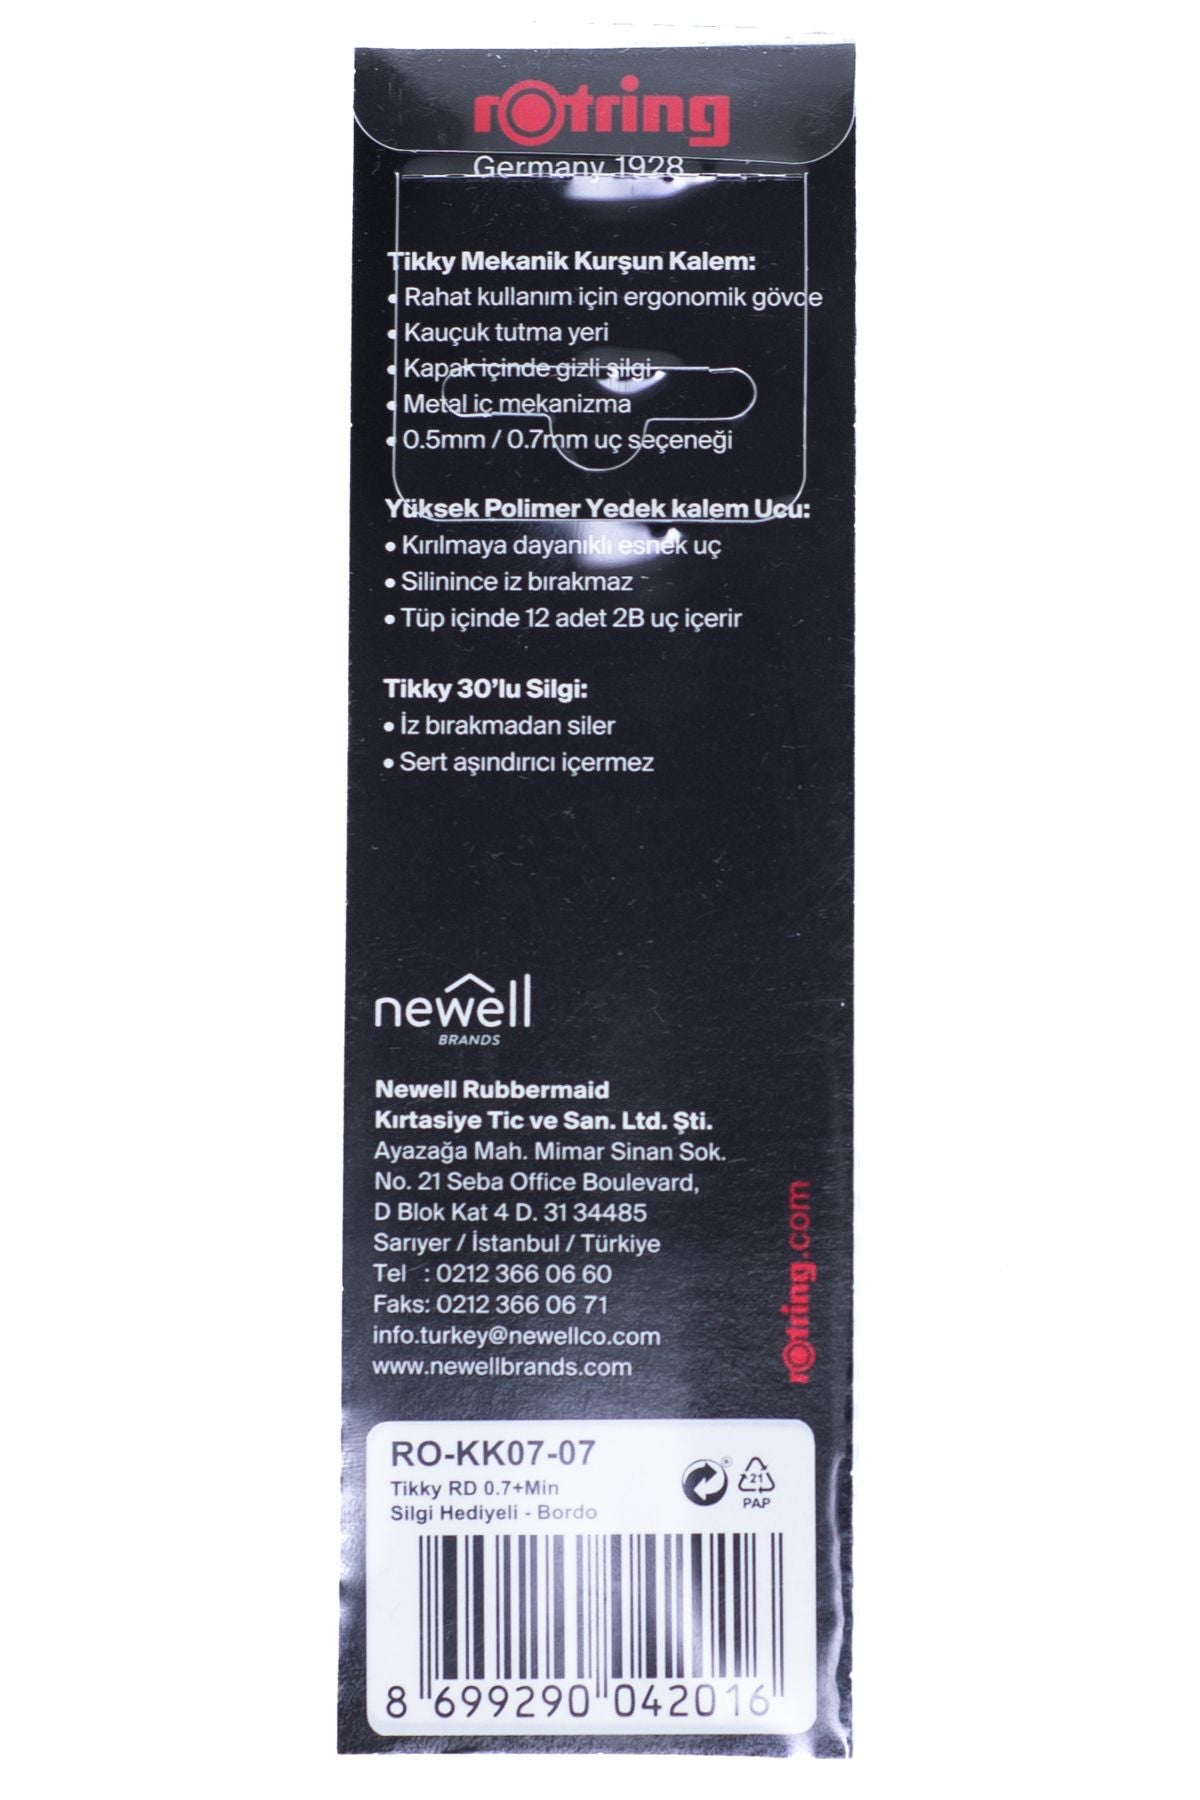 rotring
Germany 1928
Tikky Mekanik Kurşun Kalem:
• Rahat kullanım için ergonomik gövde
• Kauçuk tutma yeri
• Kapak içinde gizli silgi
• Metal iç mekanizma
• 0.5mm / 0.7mm uç seçeneği
Yüksek Polimer Yedek kalem Ucu:
• Kırılmaya dayanıklı esnek uç
• Silinince iz bırakmaz
• Tüp içinde 12 adet 2B uç içerir
Tikky 30'lu Silgi:
• İz bırakmadan siler
• Sert aşındırıcı içermez
newell
BRANDS
Newell Rubbermaid
Kırtasiye Tic ve San. Ltd. Şti.
Ayazağa Mah. Mimar Sinan Sok.
No. 21 Seba Office Boulevard,
D Blok Kat 4 D. 31 34485
Sarıyer / İstanbul / Türkiye
Tel : 0212 366 06 60
Faks: 0212 366 06 71
info.turkey@newellco.com
www.newellbrands.com
rotring.com
RO-KK07-07
Tikky RD 0.7+Min
Silgi Hediyeli - Bordo
®
21
PAP
8 699290 042016